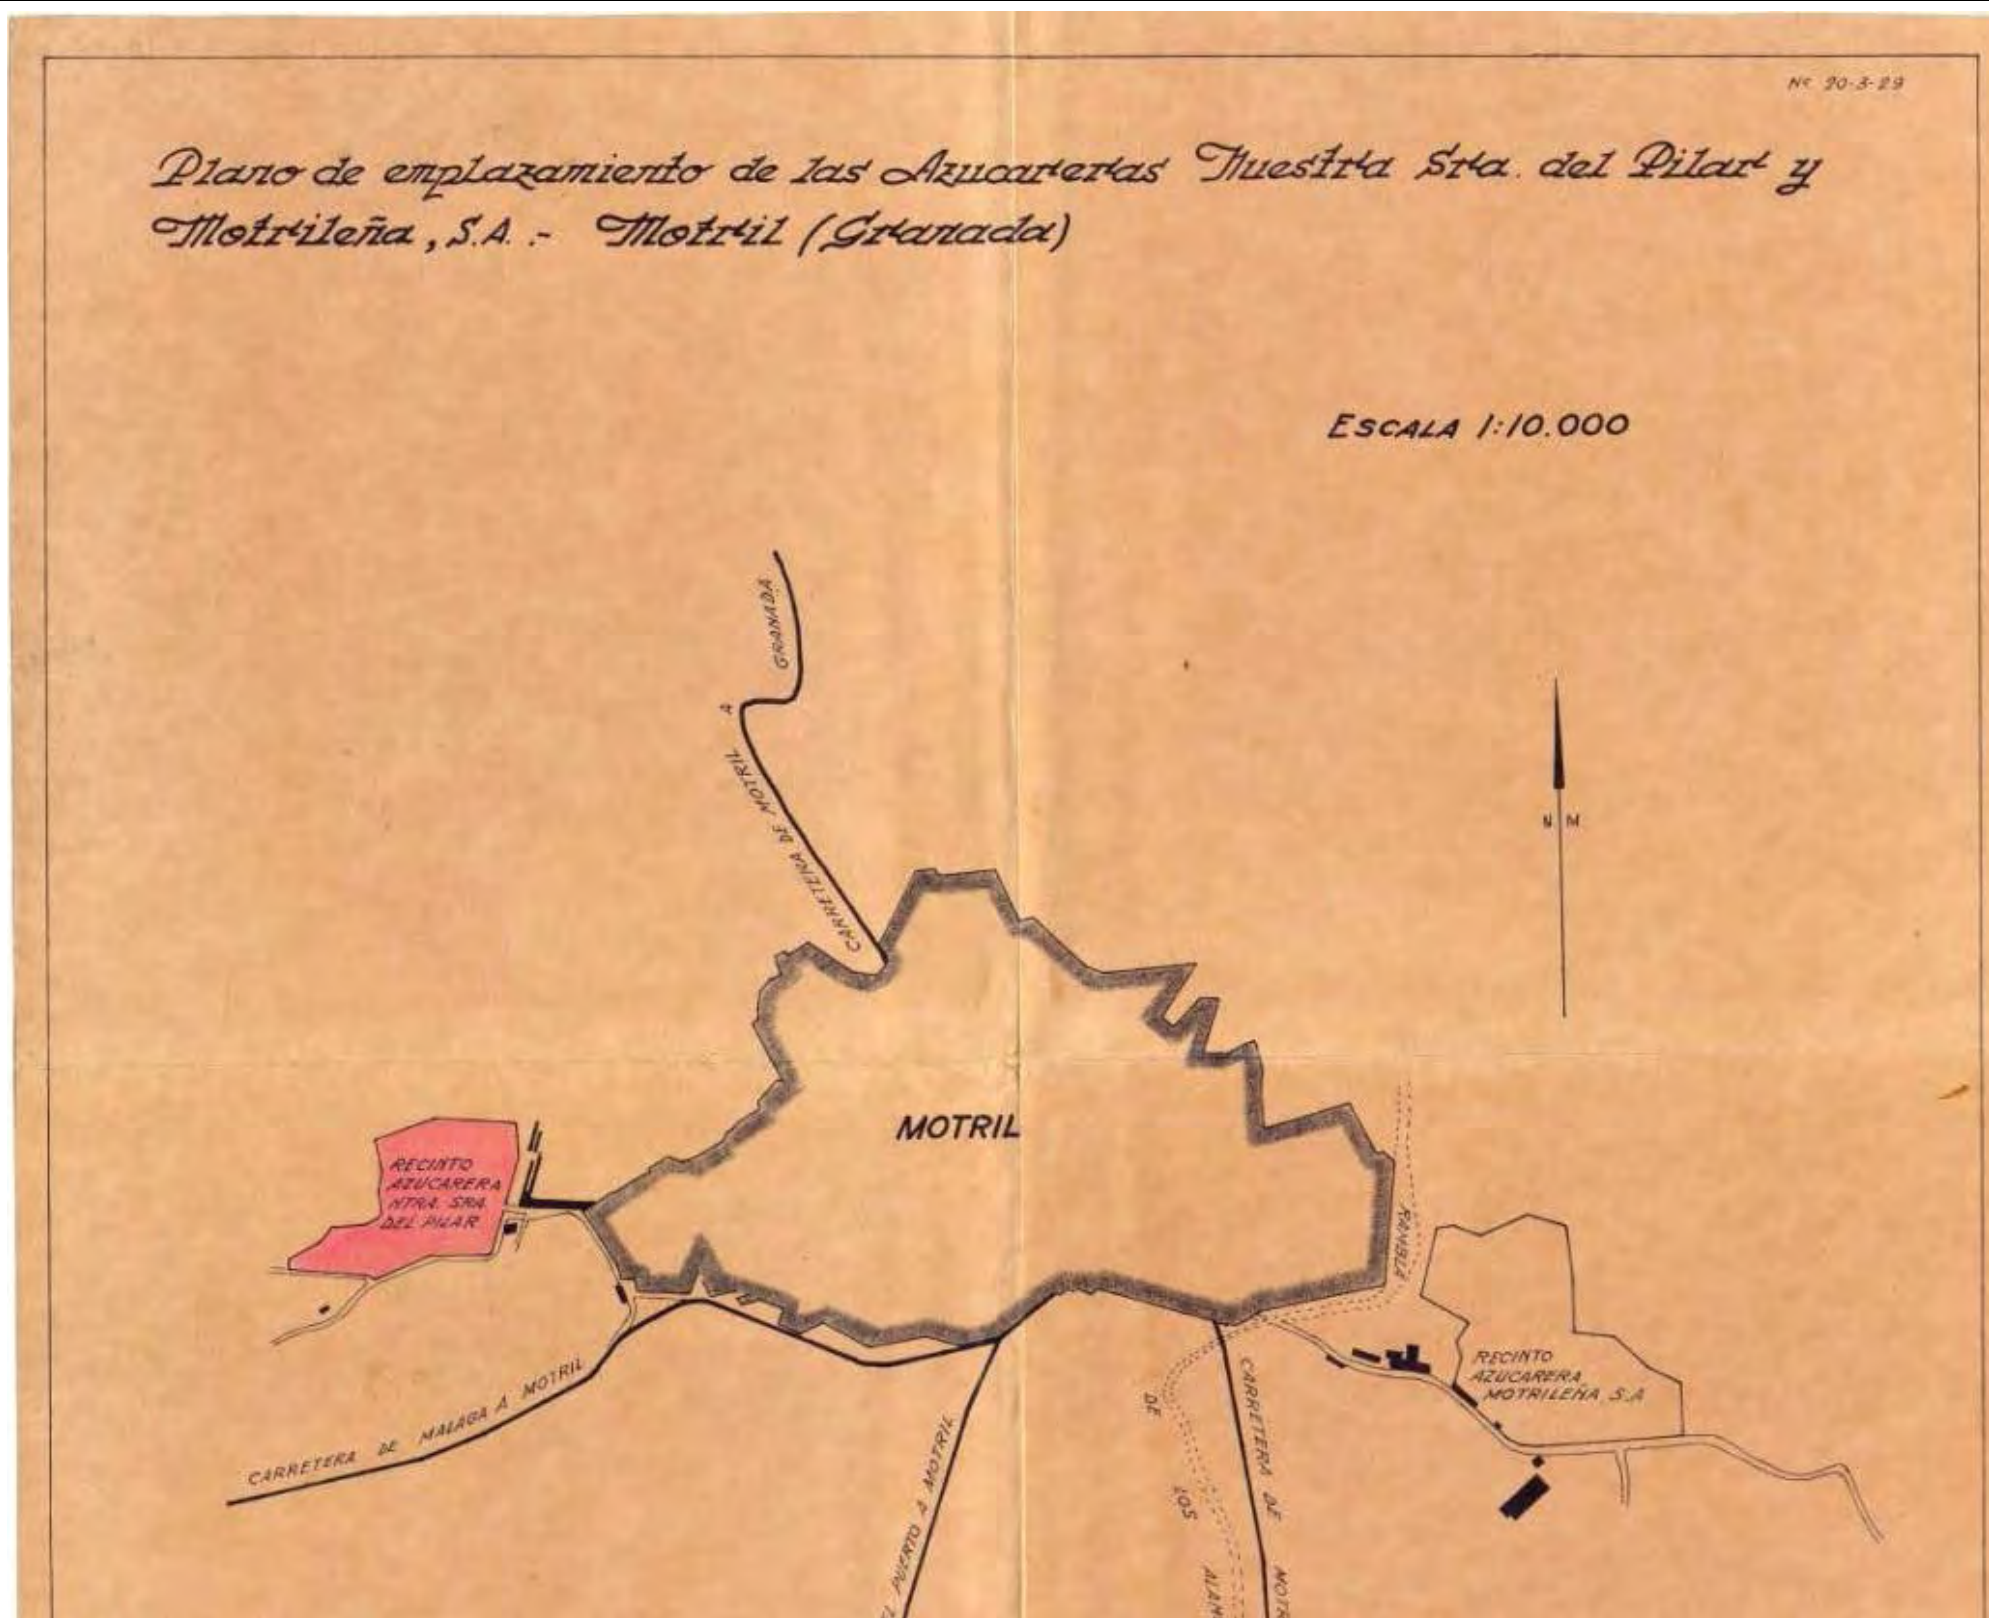 Nº 20-3-29
Plano de emplazamiento de las Azucareras Nuestra Sra. del Pilar y
Motrileña, S.A. :- Motril (Granada)
ESCALA 1:10.000
CARRETERA DE MOTRIL A GRANADA
N M
MOTRIL
RECINTO
AZUCARERA
NTRA. SRA.
DEL PILAR
RAMBLA DE LOS
RECINTO
AZUCARERA
MOTRILEÑA, S.A
CARRETERA DE MALAGA A MOTRIL
PUERTO A MOTRIL
CARRETERA DE